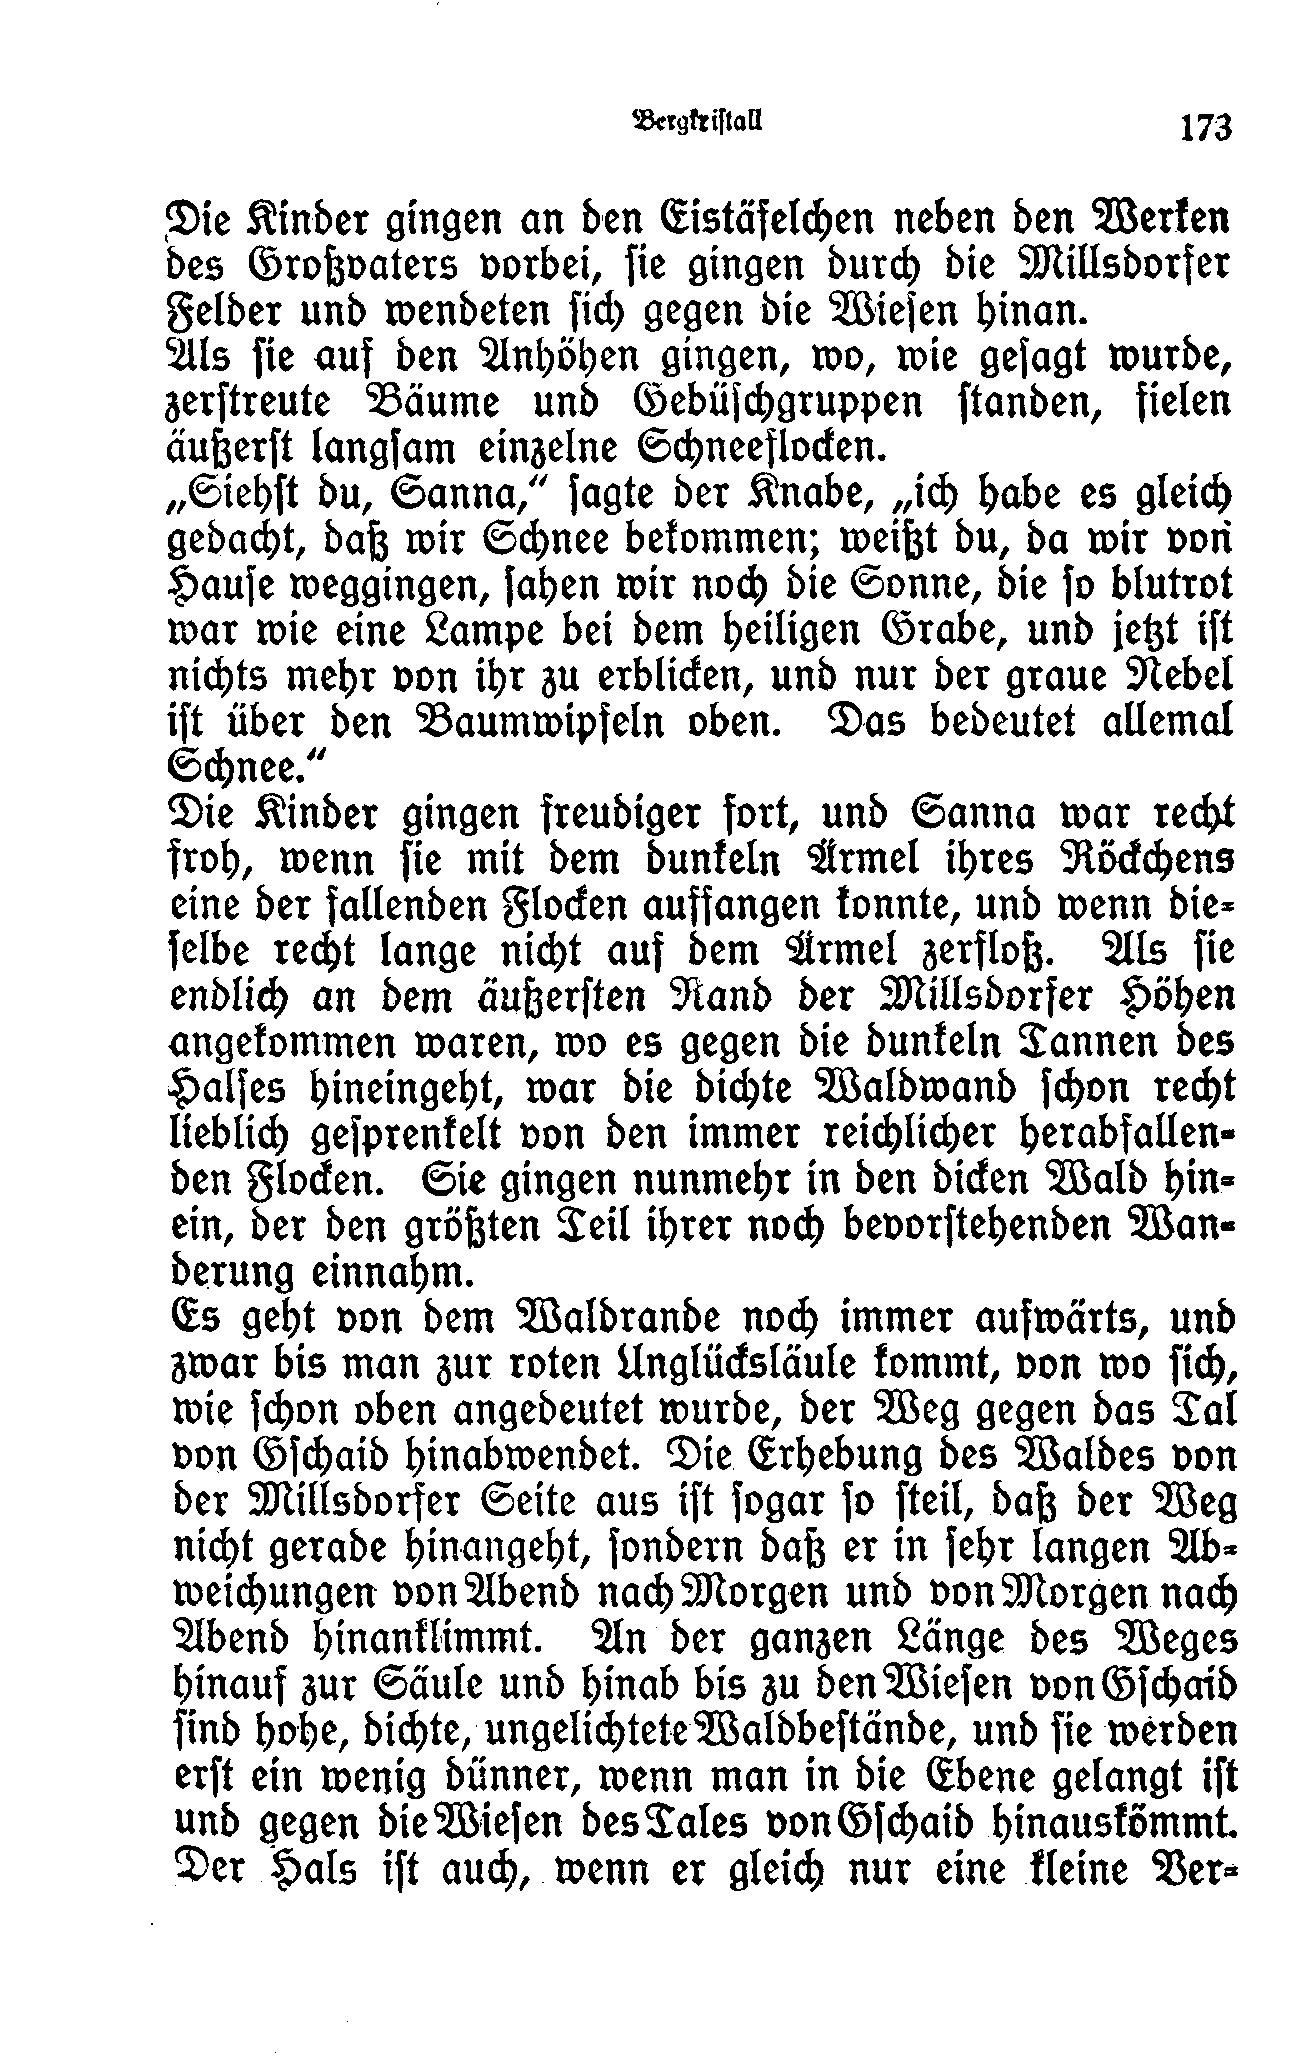 Bergkristall 173
Die Kinder gingen an den Eistäfelchen neben den Werken
des Großvaters vorbei, sie gingen durch die Millsdorfer
Felder und wendeten sich gegen die Wiesen hinan.
Als sie auf den Anhöhen gingen, wo, wie gesagt wurde,
zerstreute Bäume und Gebüschgruppen standen, fielen
äußerst langsam einzelne Schneeflocken.
„Siehst du, Sanna,“ sagte der Knabe, „ich habe es gleich
gedacht, daß wir Schnee bekommen; weißt du, da wir von
Hause weggingen, sahen wir noch die Sonne, die so blutrot
war wie eine Lampe bei dem heiligen Grabe, und jetzt ist
nichts mehr von ihr zu erblicken, und nur der graue Nebel
ist über den Baumwipfeln oben. Das bedeutet allemal
Schnee.“
Die Kinder gingen freudiger fort, und Sanna war recht
froh, wenn sie mit dem dunkeln Ärmel ihres Röckchens
eine der fallenden Flocken auffangen konnte, und wenn die-
selbe recht lange nicht auf dem Ärmel zerfloß. Als sie
endlich an dem äußersten Rand der Millsdorfer Höhen
angekommen waren, wo es gegen die dunkeln Tannen des
Halses hineingeht, war die dichte Waldwand schon recht
lieblich gesprenkelt von den immer reichlicher herabfallen-
den Flocken. Sie gingen nunmehr in den dicken Wald hin-
ein, der den größten Teil ihrer noch bevorstehenden Wan-
derung einnahm.
Es geht von dem Waldrande noch immer aufwärts, und
zwar bis man zur roten Unglücksläule kommt, von wo sich,
wie schon oben angedeutet wurde, der Weg gegen das Tal
von Gschaid hinabwendet. Die Erhebung des Waldes von
der Millsdorfer Seite aus ist sogar so steil, daß der Weg
nicht gerade hinangeht, sondern daß er in sehr langen Ab-
weichungen von Abend nach Morgen und von Morgen nach
Abend hinanklimmt. An der ganzen Länge des Weges
hinauf zur Säule und hinab bis zu den Wiesen von Gschaid
sind hohe, dichte, ungelichtete Waldbestände, und sie werden
erst ein wenig dünner, wenn man in die Ebene gelangt ist
und gegen die Wiesen des Tales von Gschaid hinauskömmt.
Der Hals ist auch, wenn er gleich nur eine kleine Ver-